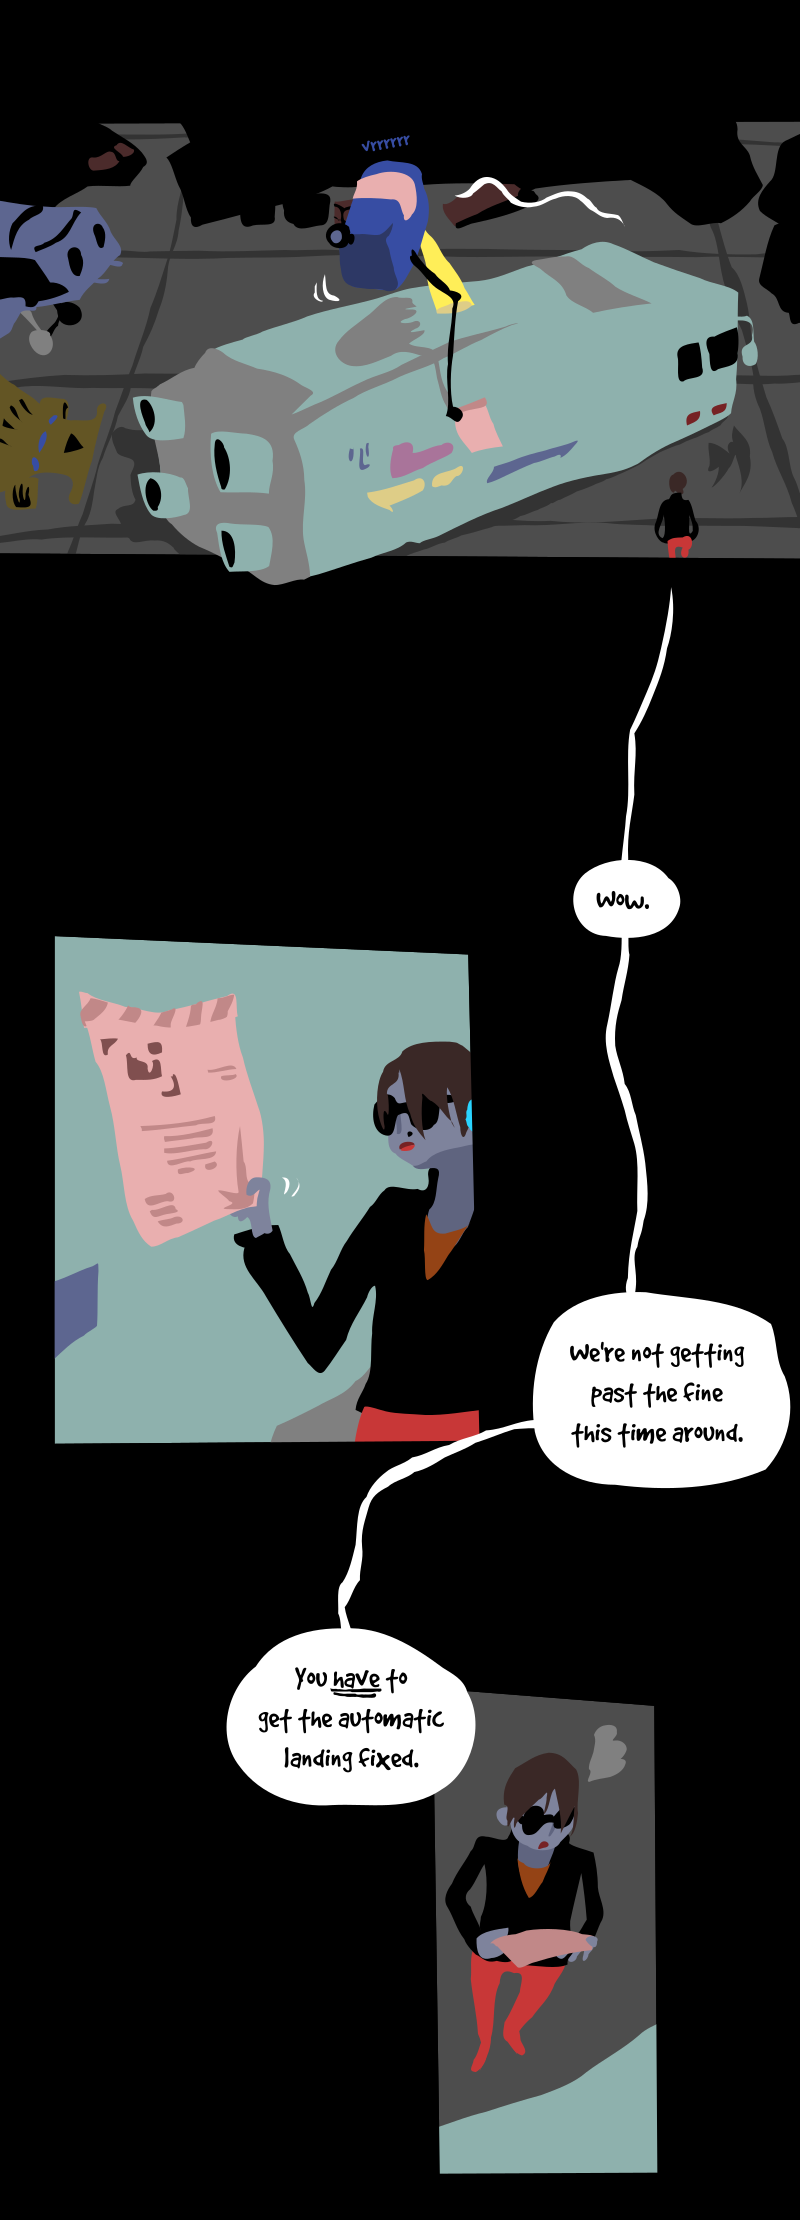 vrrrrrr
Wow.
We're not getting
past the fine
this time around.
You have to
get the automatic
landing fixed.